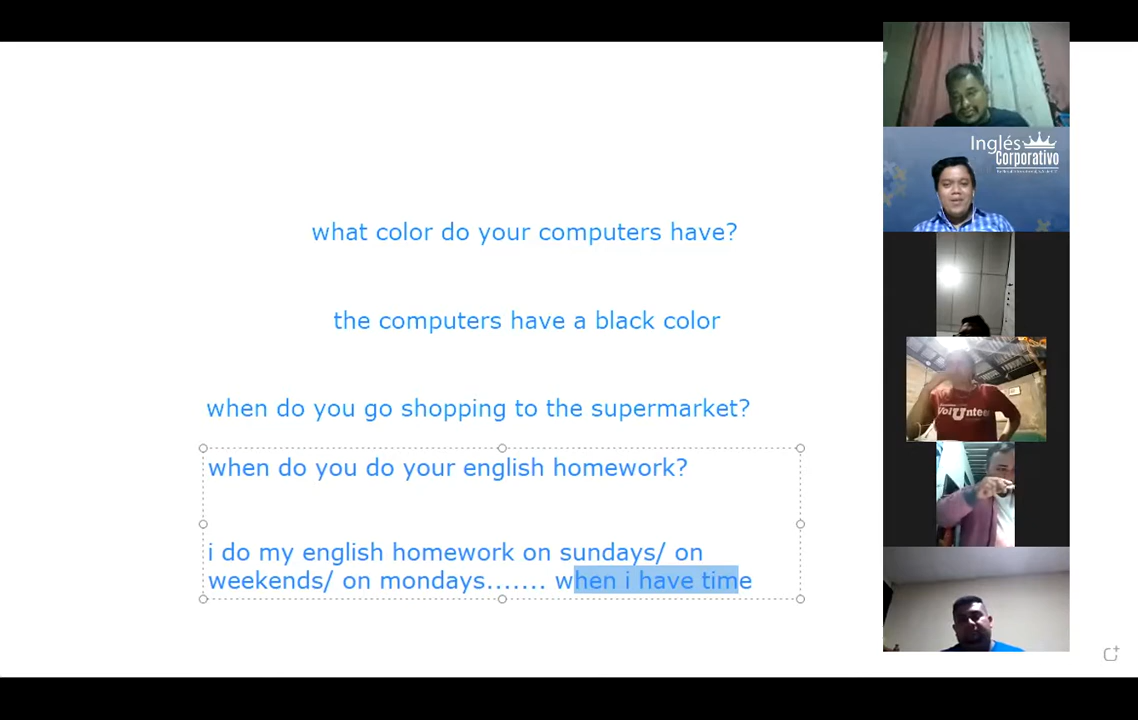 what color do your computers have?
the computers have a black color
when do you go shopping to the supermarket?
when do you do your english homework?
i do my english homework on sundays/ on
weekends/ on mondays....... when i have time
Inglés
Corporativo
VolUnteer